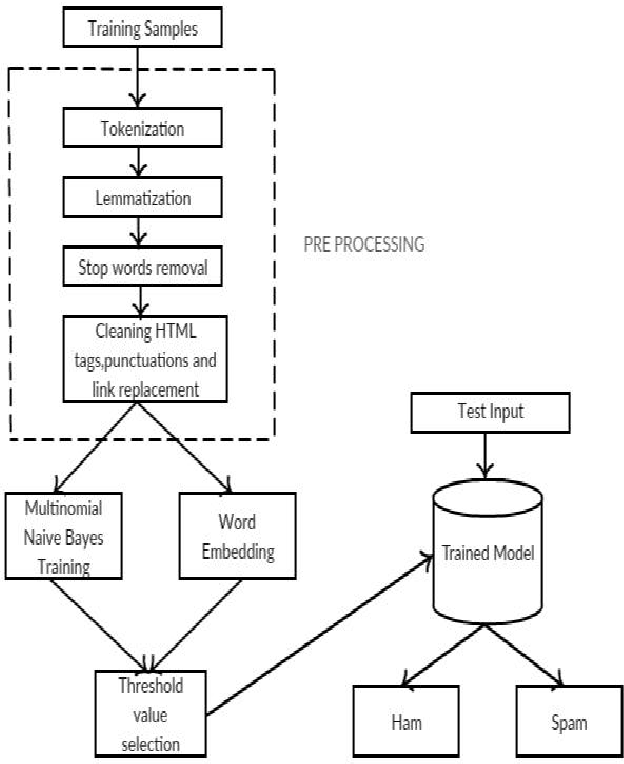 Training Samples
Tokenization
Lemmatization
Stop words removal
PRE PROCESSING
Cleaning HTML
tags,punctuations and
link replacement
Test Input
Multinomial
Naive Bayes
Training
Word
Embedding
Trained Model
Threshold
value
selection
Ham
Spam